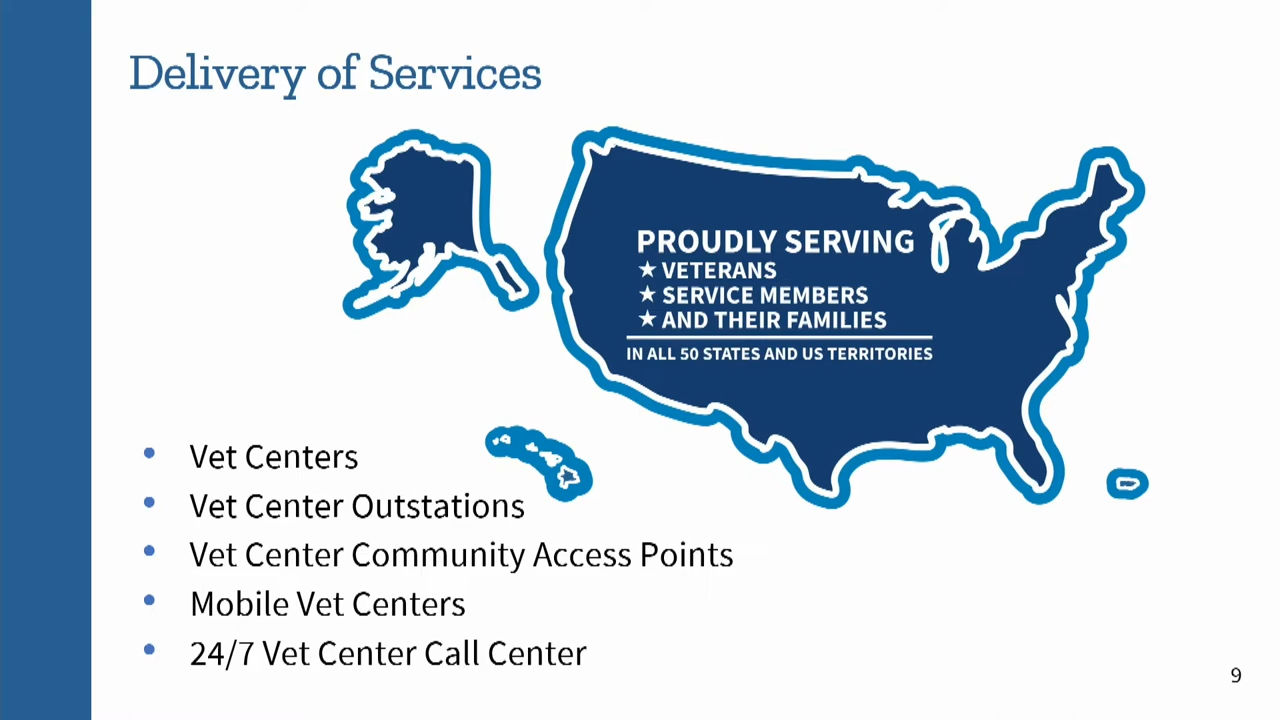 Delivery of Services
PROUDLY SERVING
★ VETERANS
★ SERVICE MEMBERS
★ AND THEIR FAMILIES
IN ALL 50 STATES AND US TERRITORIES
• Vet Centers
• Vet Center Outstations
• Vet Center Community Access Points
• Mobile Vet Centers
• 24/7 Vet Center Call Center
9